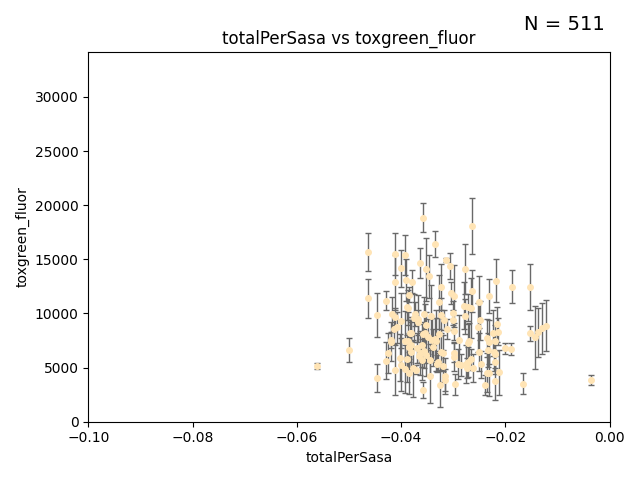 N = 511
totalPerSasa vs toxgreen_fluor
toxgreen_fluor
30000
25000
20000
15000
10000
5000
0
−0.10 −0.08 −0.06 −0.04 −0.02 0.00
totalPerSasa